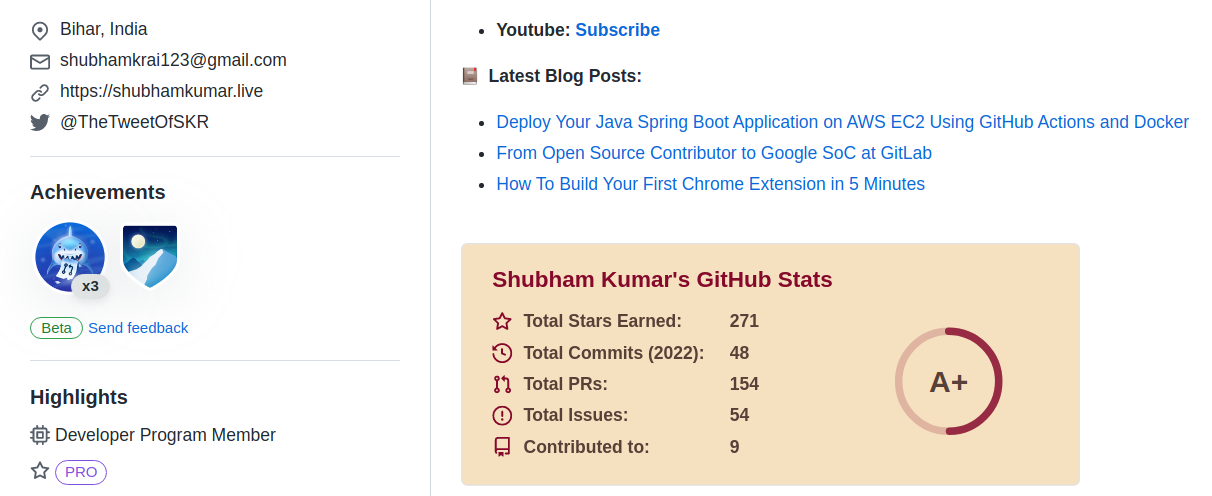 Bihar, India
shubhamkrai123@gmail.com
https://shubhamkumar.live
@TheTweetOfSKR
Achievements
x3
Beta Send feedback
Highlights
Developer Program Member
PRO
Youtube: Subscribe
Latest Blog Posts:
Deploy Your Java Spring Boot Application on AWS EC2 Using GitHub Actions and Docker
From Open Source Contributor to Google SoC at GitLab
How To Build Your First Chrome Extension in 5 Minutes
Shubham Kumar's GitHub Stats
Total Stars Earned: 271
Total Commits (2022): 48
Total PRs: 154
Total Issues: 54
Contributed to: 9
A+